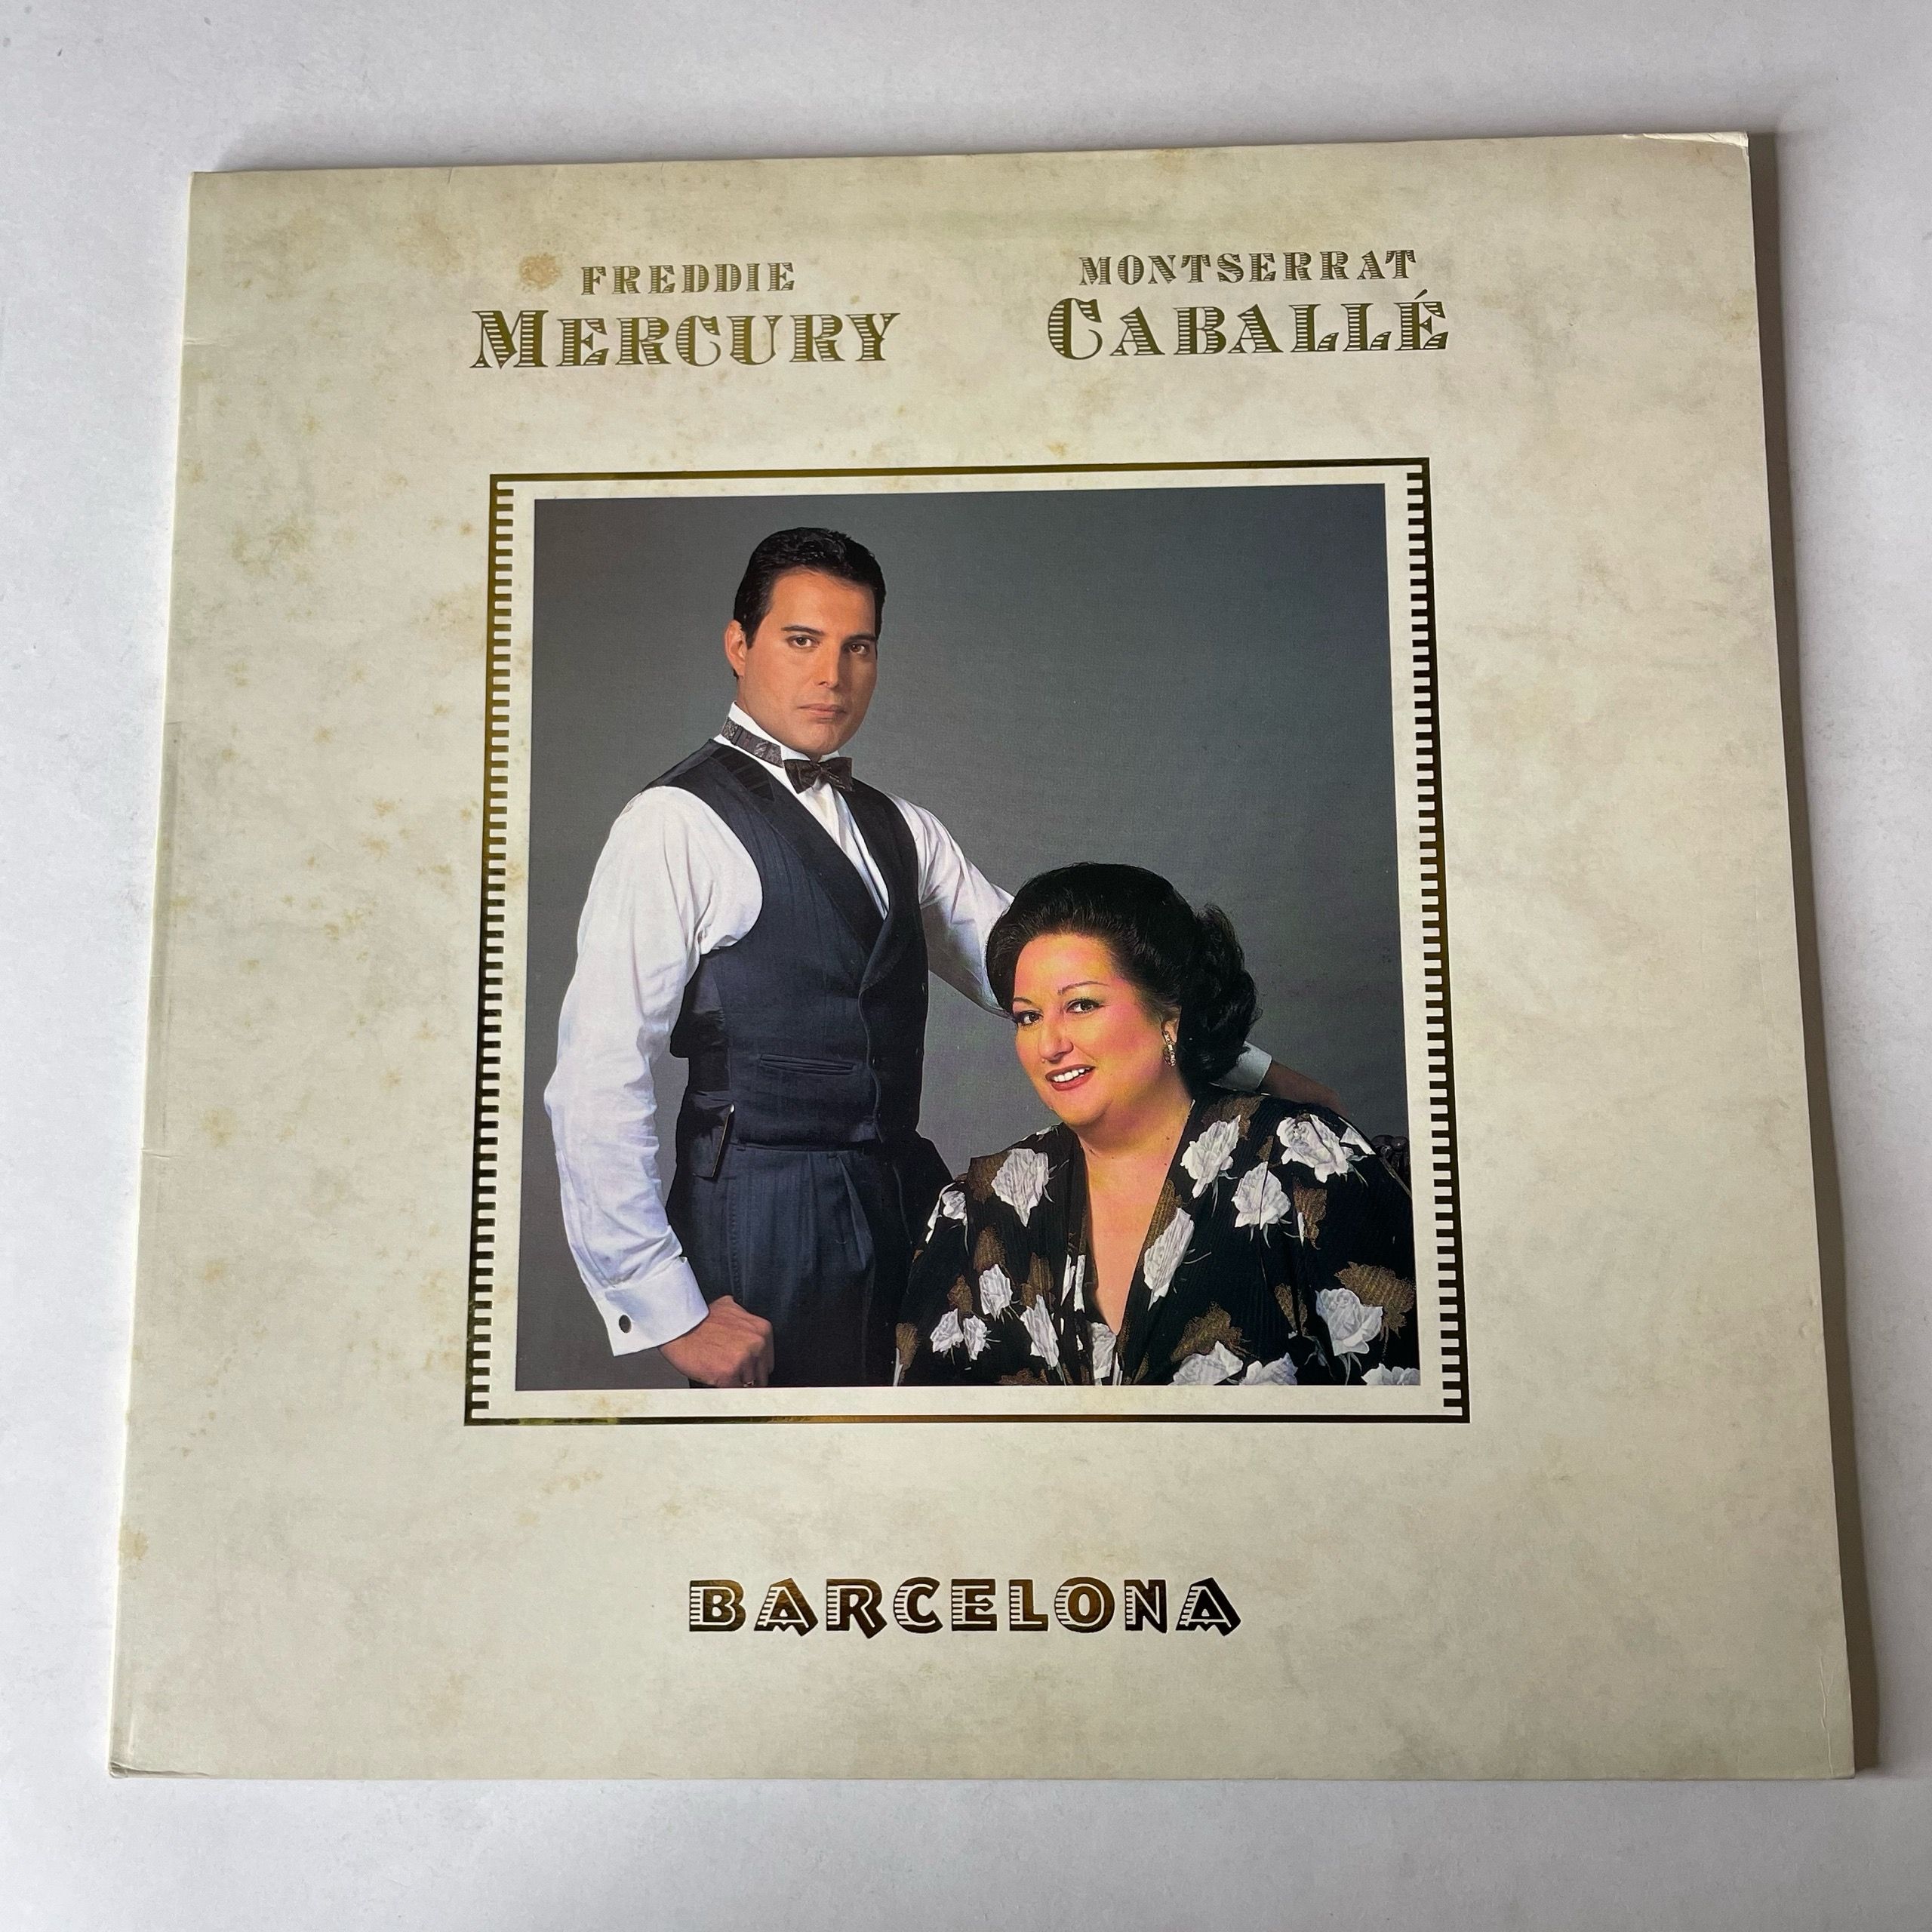 FREDDIE
MERCURY
MONTSERRAT
CABALLÉ
BARCELONA